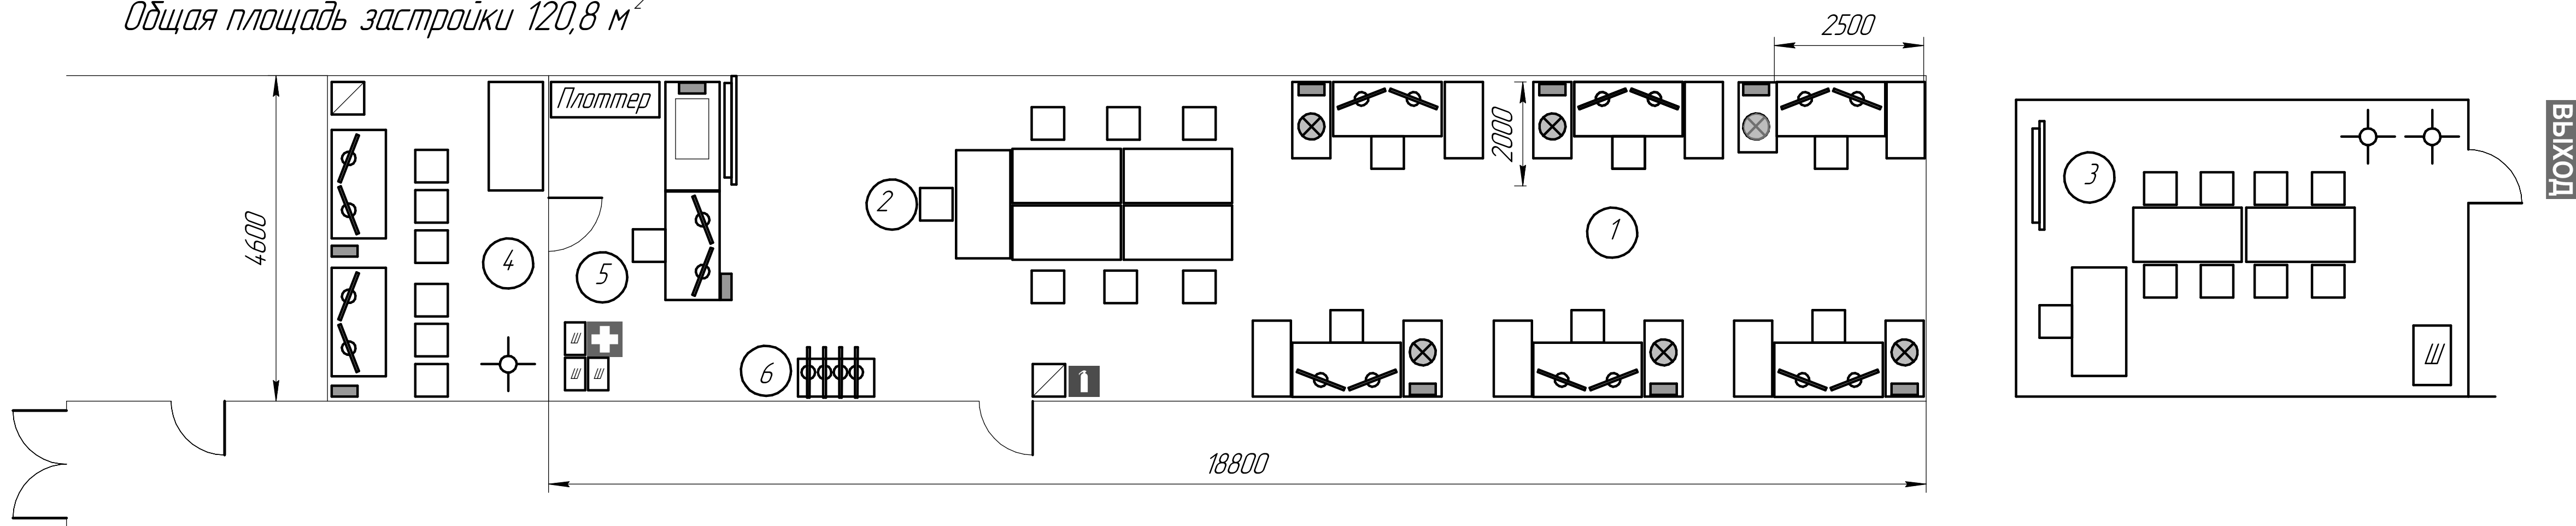 Общая площадь застройки 120,8 м²
2500
Плоттер
2000
4600
1
2
3
4
5
6
Ш
Ш
Ш
Ш
18800
ВЫХОД